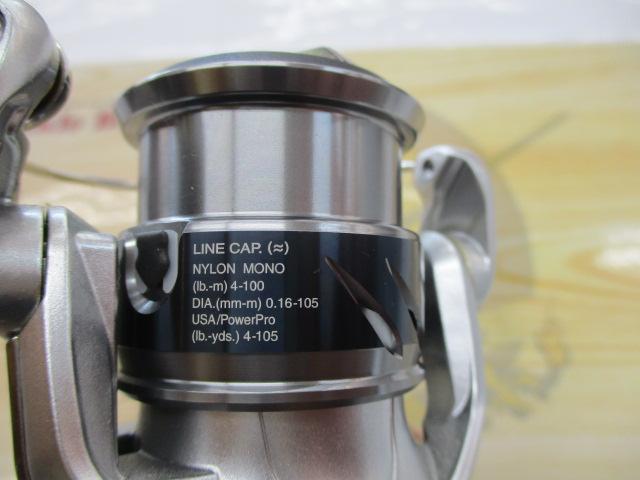 LINE CAP. (≈)
NYLON MONO
(lb.-m) 4-100
DIA.(mm-m) 0.16-105
USA/PowerPro
(lb.-yds.) 4-105